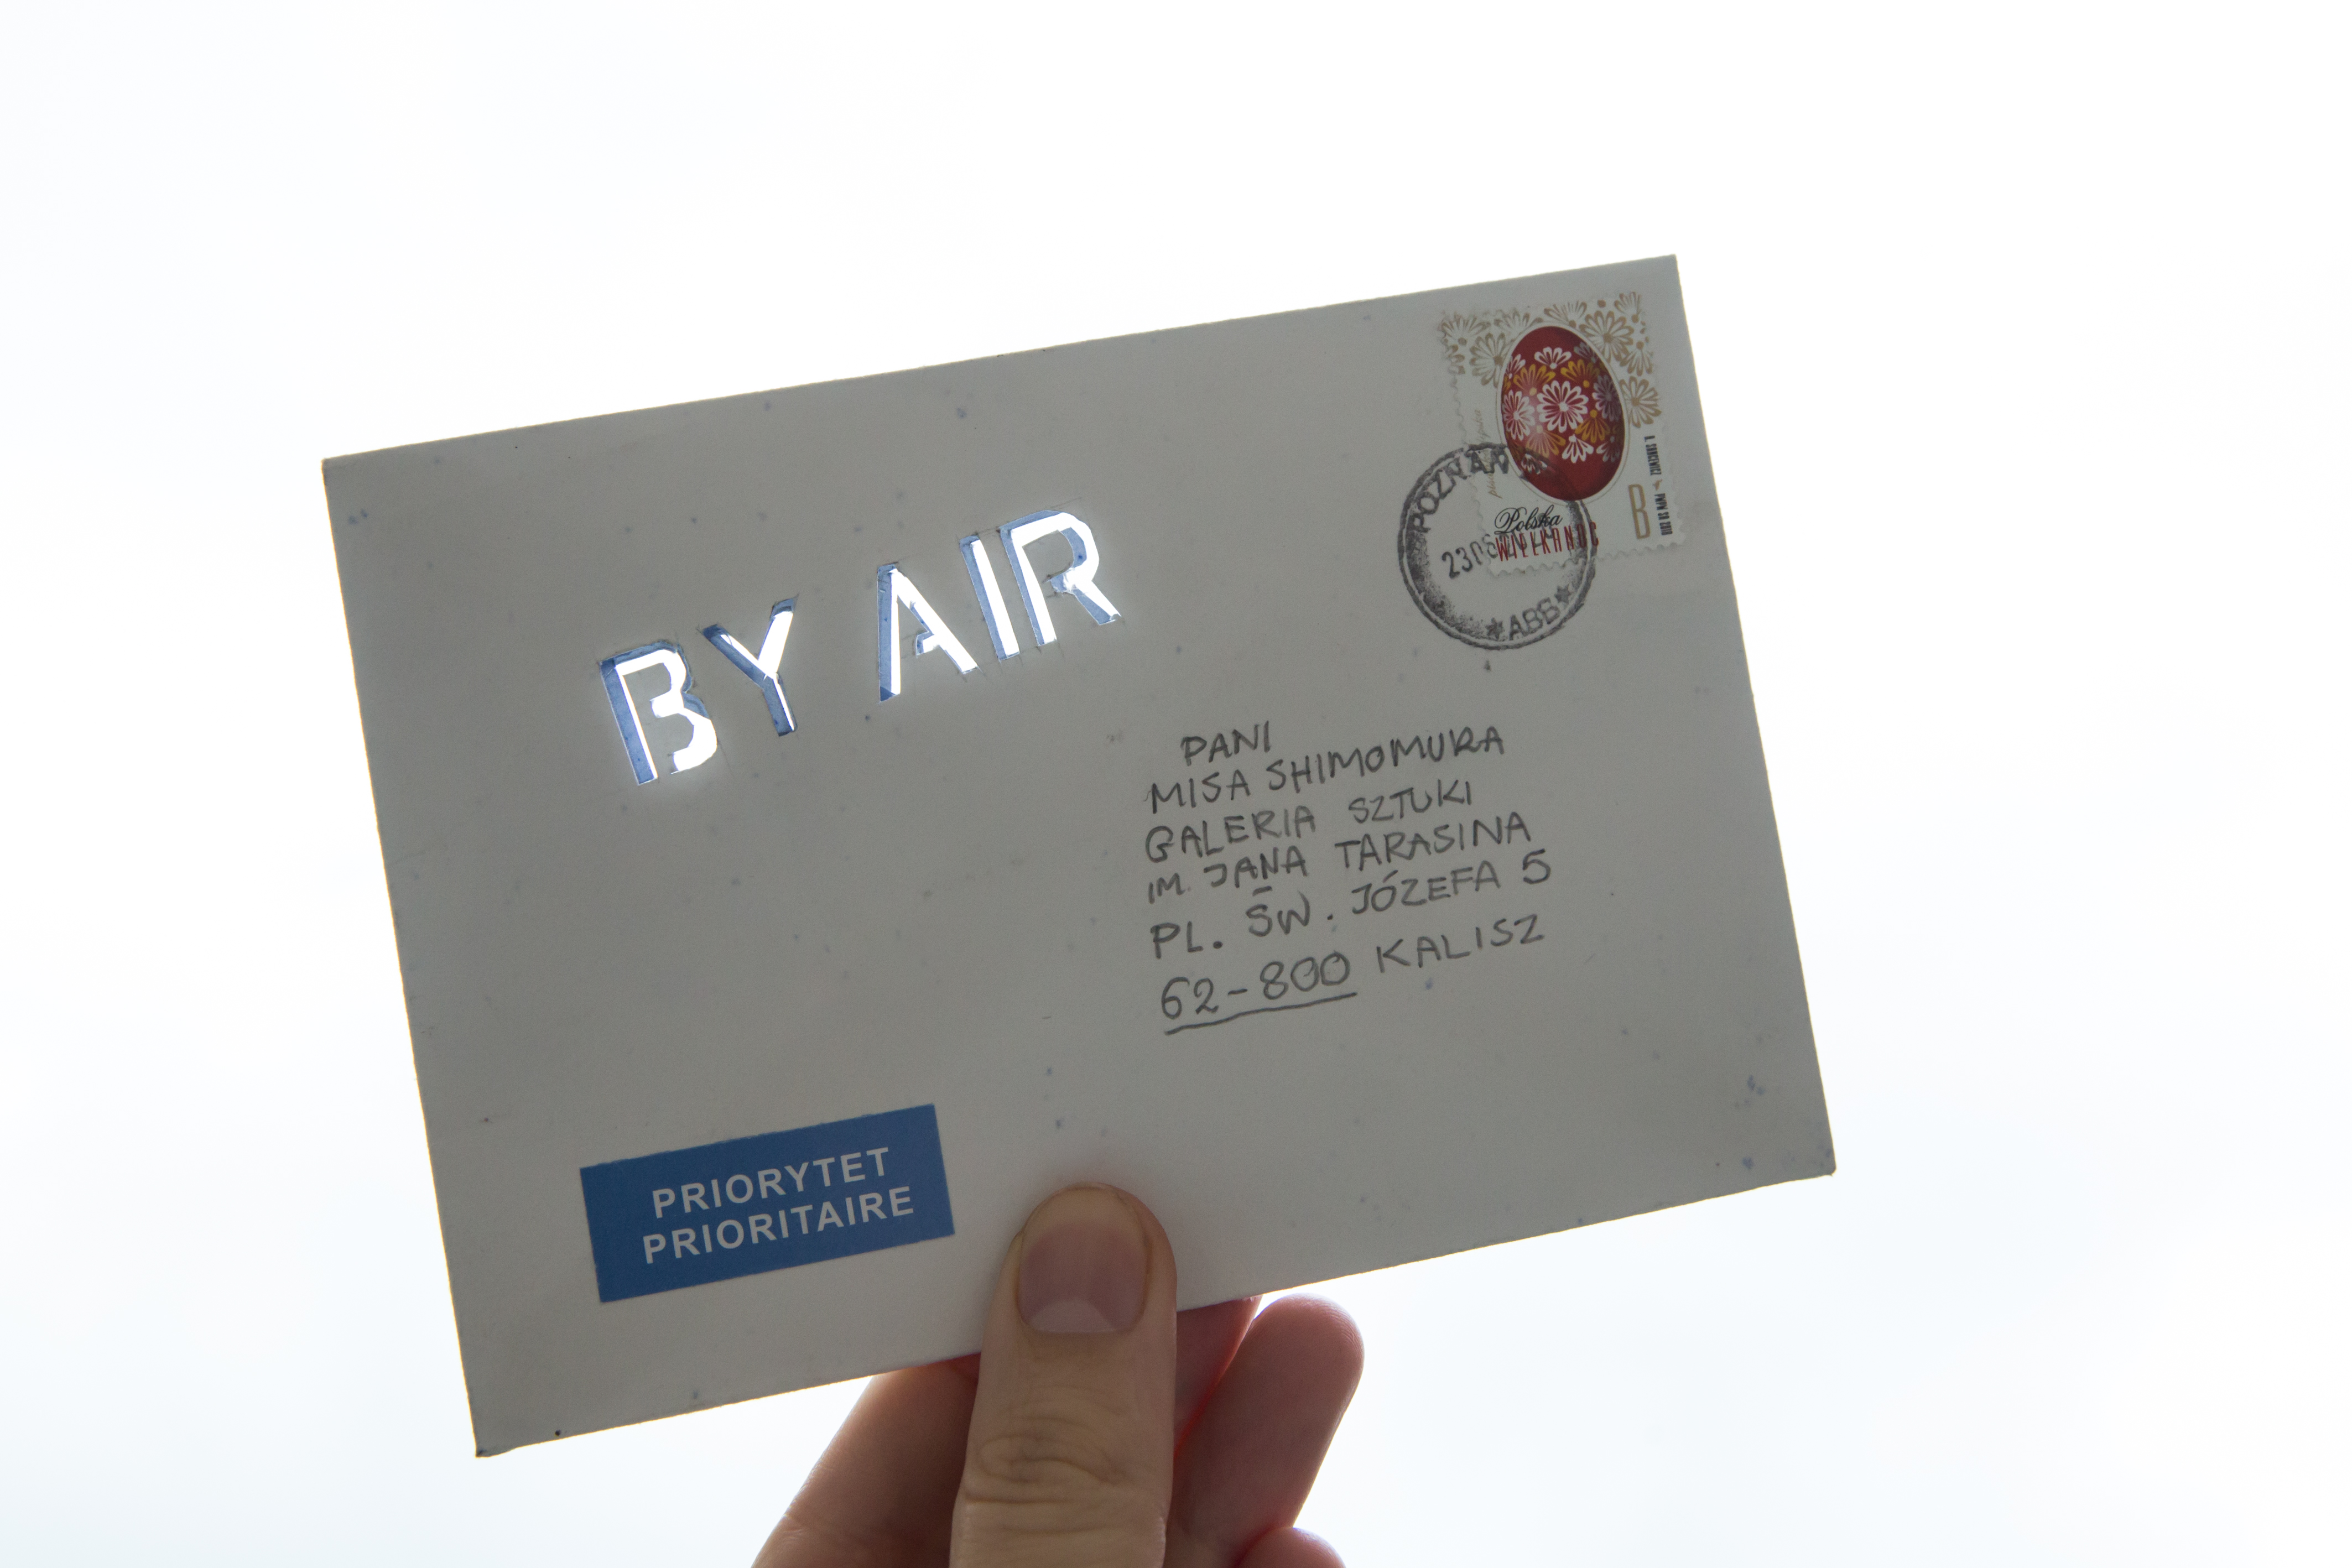 BY AIR
Polska
WIELKANOC
B
POZNAŃ
ABB
PANI
MISA SHIMOMURA
GALERIA SZTUKI
IM. JANA TARASINA
PL. ŚW. JÓZEFA 5
62-800 KALISZ
PRIORYTET
PRIORITAIRE